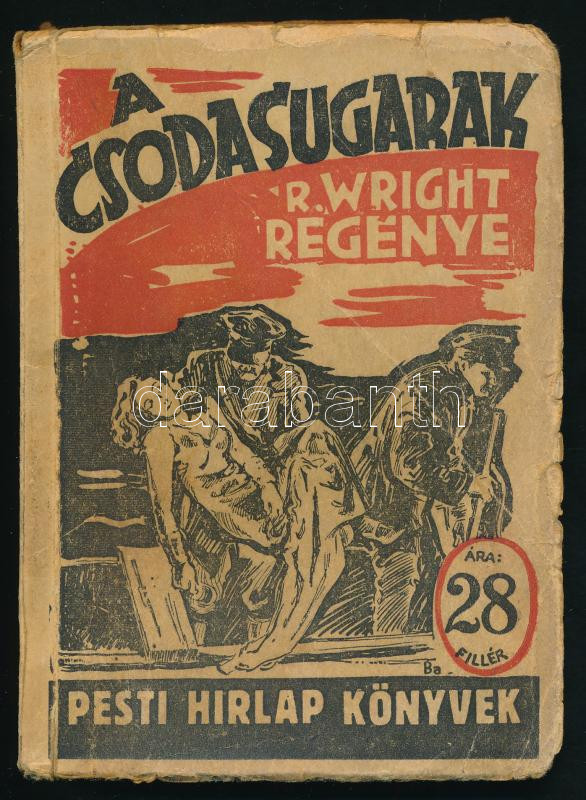 A
CSODASUGARAK
R. WRIGHT
REGÉNYE
darabanth
ÁRA:
28
FILLÉR
Ba
PESTI HIRLAP KÖNYVEK